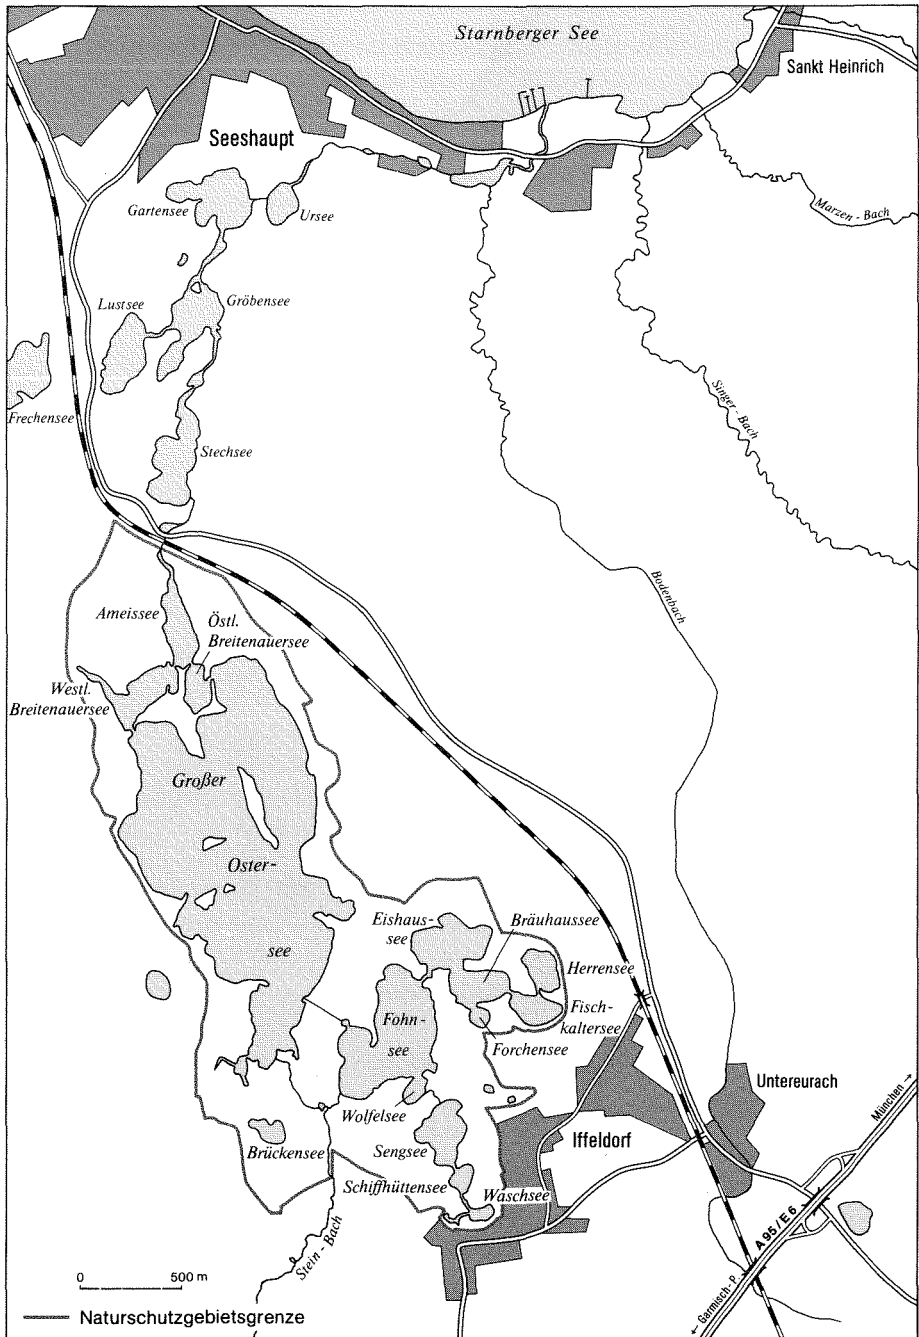 Starnberger See
Sankt Heinrich
Seeshaupt
Gartensee
Ursee
Marzen - Bach
Lustsee
Gröbensee
Frechensee
Singer - Bach
Stechsee
Bodenbach
Ameissee
Östl.
Breitenauersee
Westl.
Breitenauersee
Großer
Oster-
see
Eishaus-
see
Bräuhaussee
Herrensee
Fisch-
kaltersee
Forchensee
Fohn-
see
Wolfelsee
Untereurach
München →
Iffeldorf
Brückensee
Sengsee
Schiffhüttensee
Waschsee
Stein - Bach
A 95 / E 6
← Garmisch - P.
0 500 m
Naturschutzgebietsgrenze